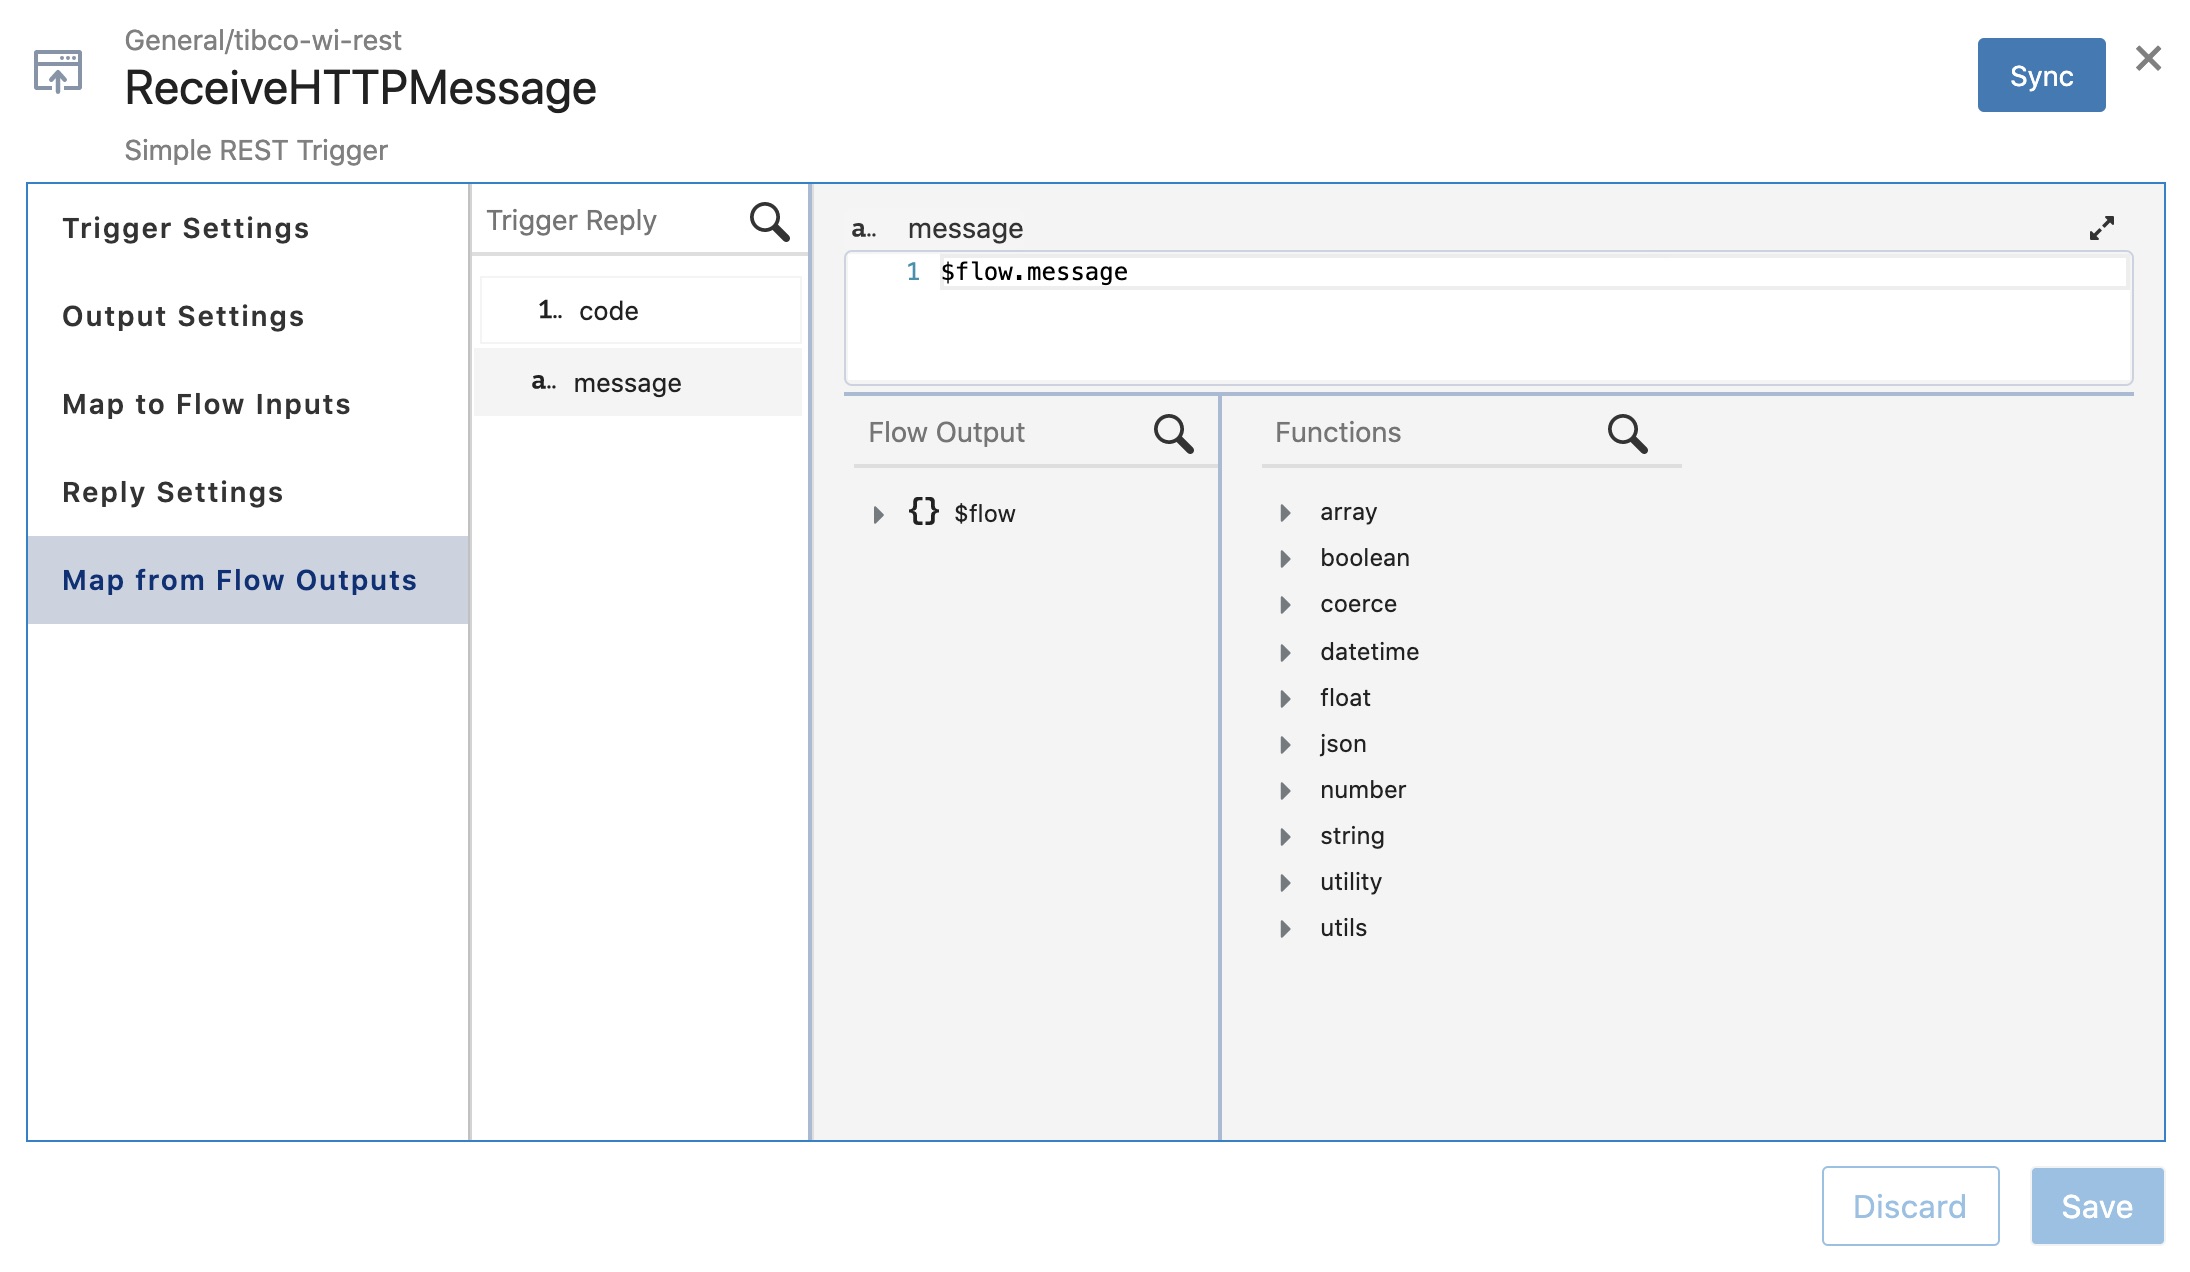 General/tibco-wi-rest
ReceiveHTTPMessage
Simple REST Trigger
Sync
Trigger Settings
Output Settings
Map to Flow Inputs
Reply Settings
Map from Flow Outputs
Trigger Reply
1.. code
a.. message
a.. message
1 $flow.message
Flow Output
{} $flow
Functions
array
boolean
coerce
datetime
float
json
number
string
utility
utils
Discard
Save